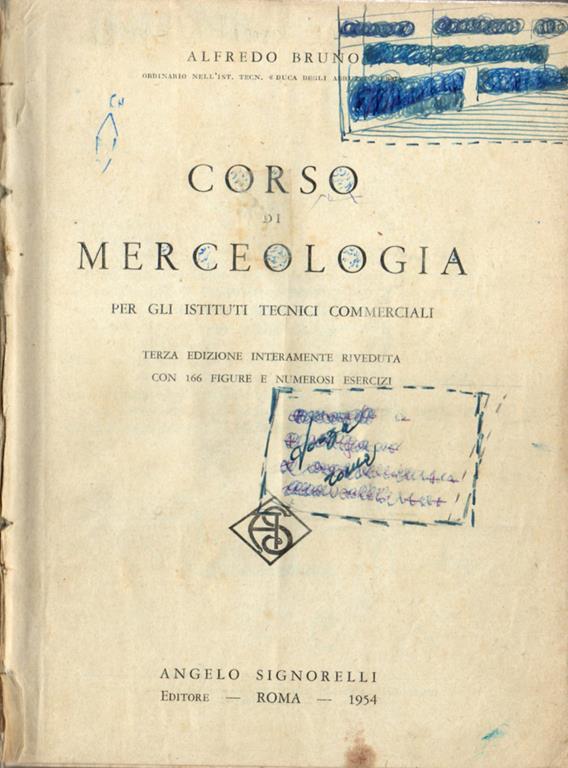 ALFREDO BRUNO
ORDINARIO NELL'IST. TECN. «DUCA DEGLI
CORSO
DI
MERCEOLOGIA
PER GLI ISTITUTI TECNICI COMMERCIALI
TERZA EDIZIONE INTERAMENTE RIVEDUTA
CON 166 FIGURE E NUMEROSI ESERCIZI
ANGELO SIGNORELLI
EDITORE — ROMA — 1954